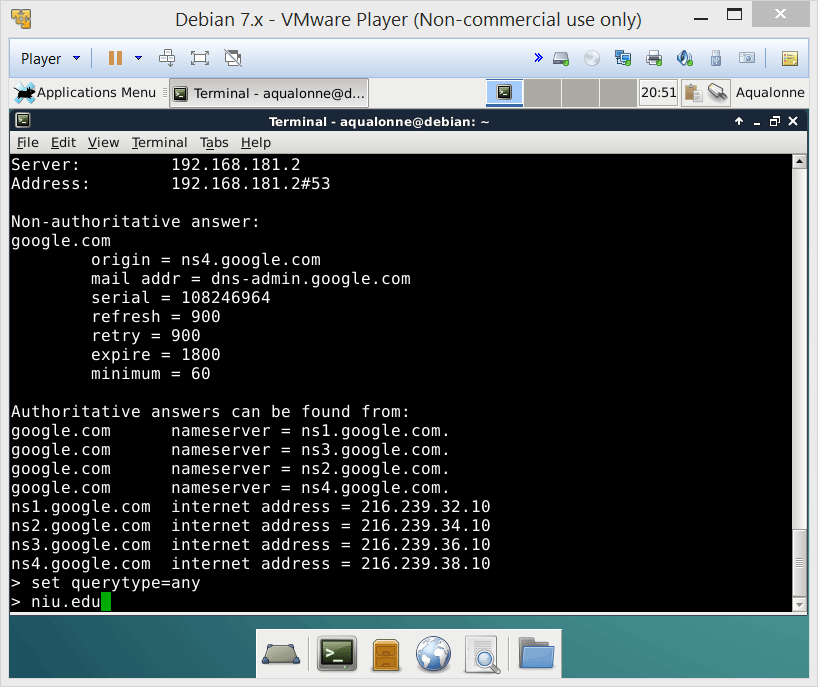 Debian 7.x - VMware Player (Non-commercial use only)
Player
Applications Menu Terminal - aqualonne@d... 20:51 Aqualonne
Terminal - aqualonne@debian: ~
File Edit View Terminal Tabs Help
Server: 192.168.181.2
Address: 192.168.181.2#53
Non-authoritative answer:
google.com
origin = ns4.google.com
mail addr = dns-admin.google.com
serial = 108246964
refresh = 900
retry = 900
expire = 1800
minimum = 60
Authoritative answers can be found from:
google.com nameserver = ns1.google.com.
google.com nameserver = ns3.google.com.
google.com nameserver = ns2.google.com.
google.com nameserver = ns4.google.com.
ns1.google.com internet address = 216.239.32.10
ns2.google.com internet address = 216.239.34.10
ns3.google.com internet address = 216.239.36.10
ns4.google.com internet address = 216.239.38.10
> set querytype=any
> niu.edu